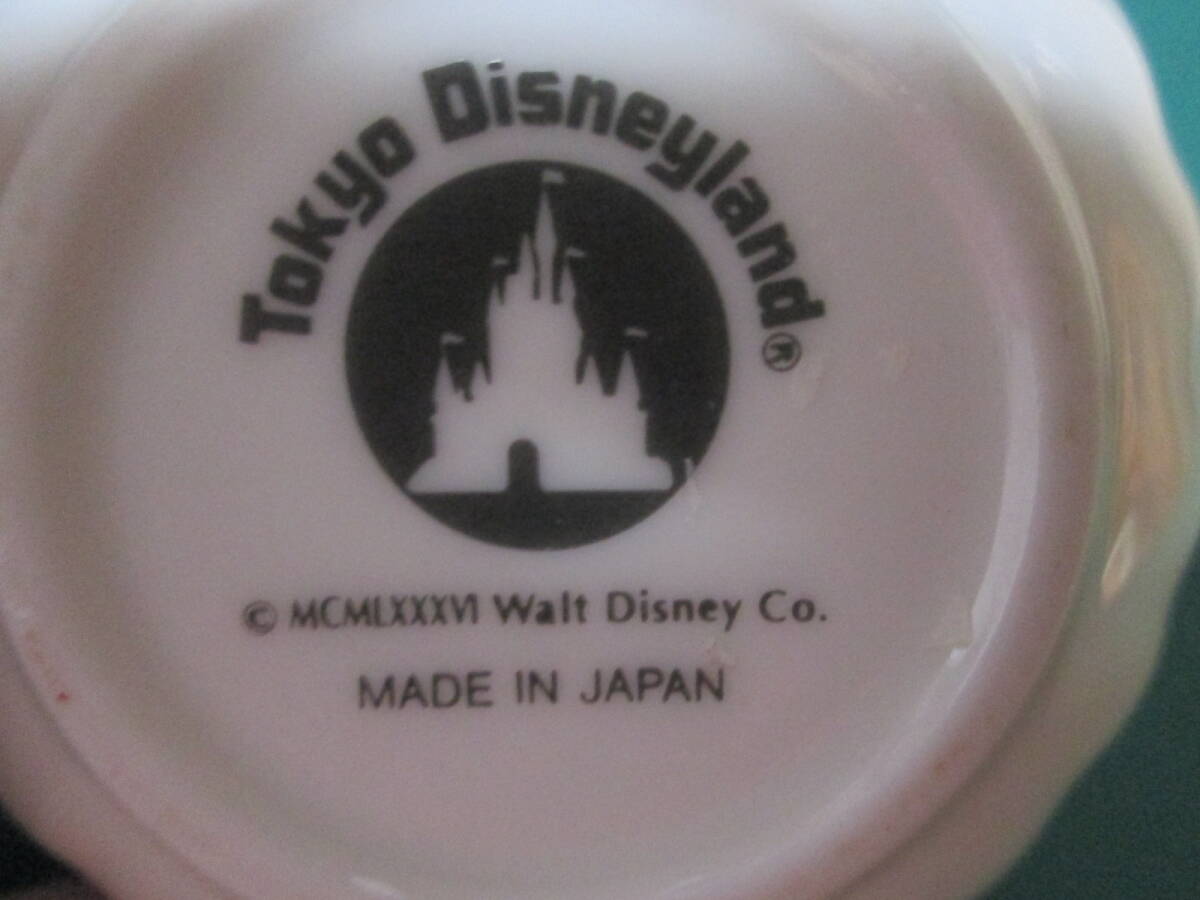 Tokyo Disneyland®
© MCMLXXXVI Walt Disney Co.
MADE IN JAPAN